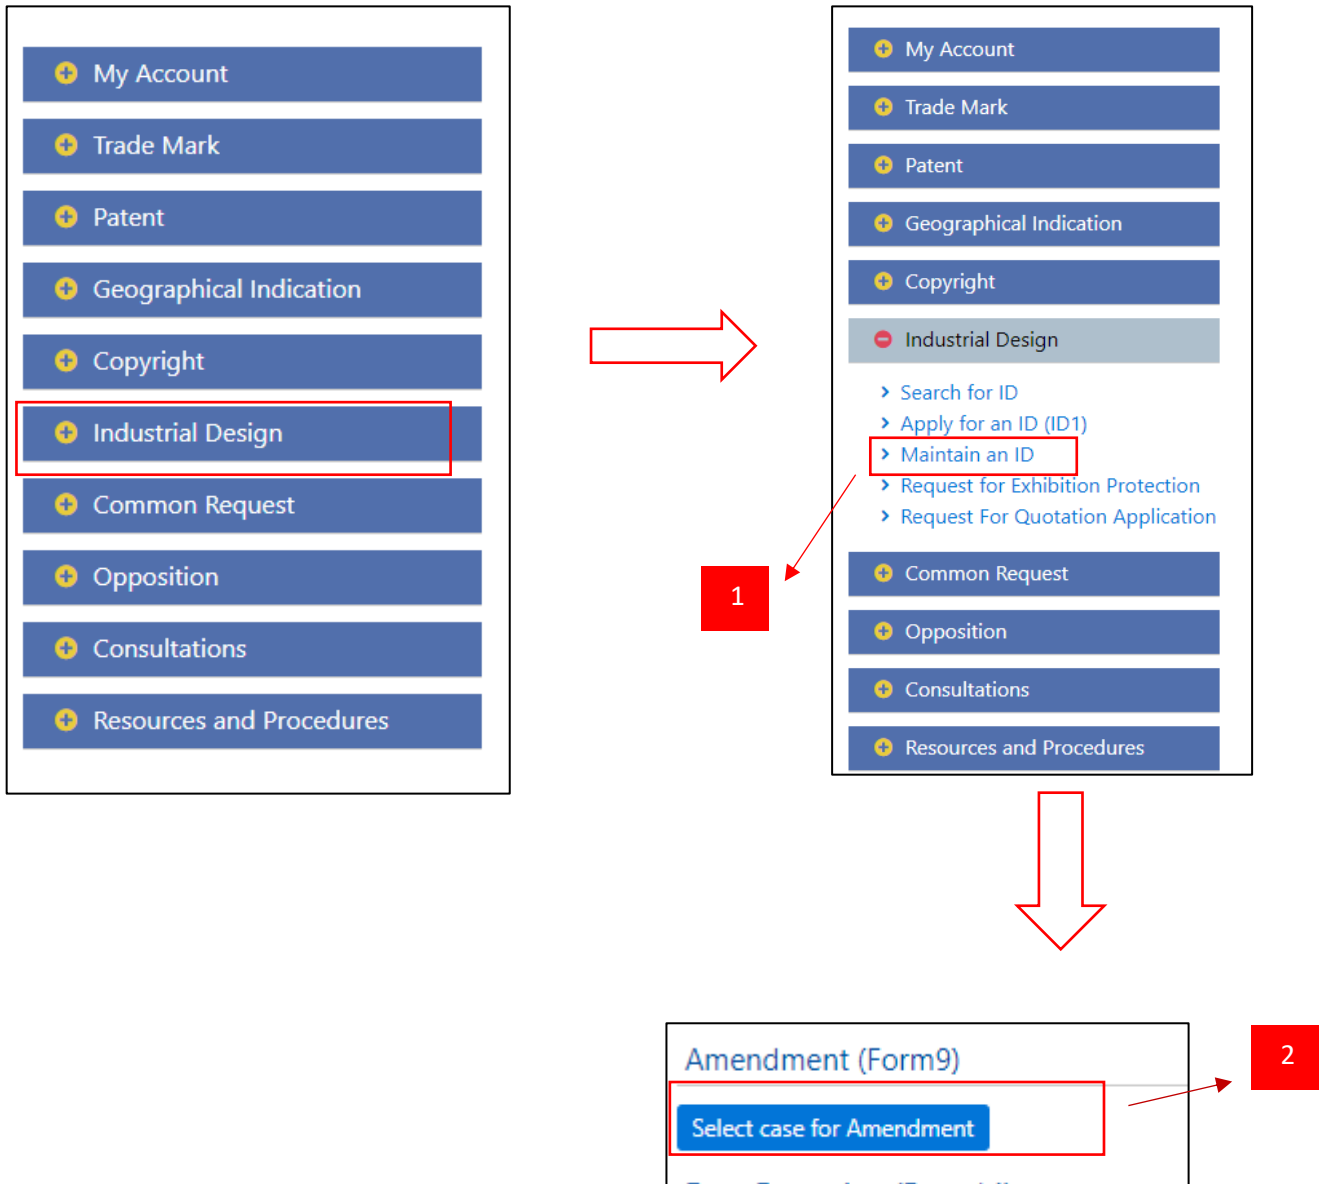 My Account
Trade Mark
Patent
Geographical Indication
Copyright
Industrial Design
Common Request
Opposition
Consultations
Resources and Procedures
My Account
Trade Mark
Patent
Geographical Indication
Copyright
Industrial Design
Search for ID
Apply for an ID (ID1)
Maintain an ID
Request for Exhibition Protection
Request For Quotation Application
Common Request
Opposition
Consultations
Resources and Procedures
1
Amendment (Form9)
2
Select case for Amendment